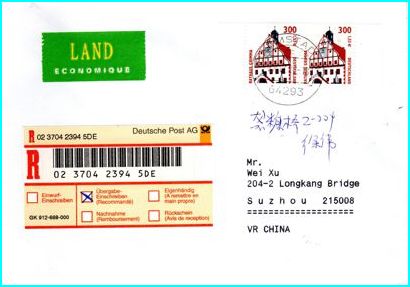 LAND
ECONOMIQUE
300
300
64293
Deutsche Post AG
R 02 3704 2394 5DE
R
02 3704 2394 5DE
Einwurf-
Einschreiben
Übergabe-
Einschreiben
(Recommandé)
Eigenhändig
(A remettre en
main propre)
Nachnahme
(Remboursement)
Rückschein
(Avis de réception)
GK 912-688-000
Mr.
Wei Xu
204-2 Longkang Bridge
Suzhou 215008
====================
VR CHINA